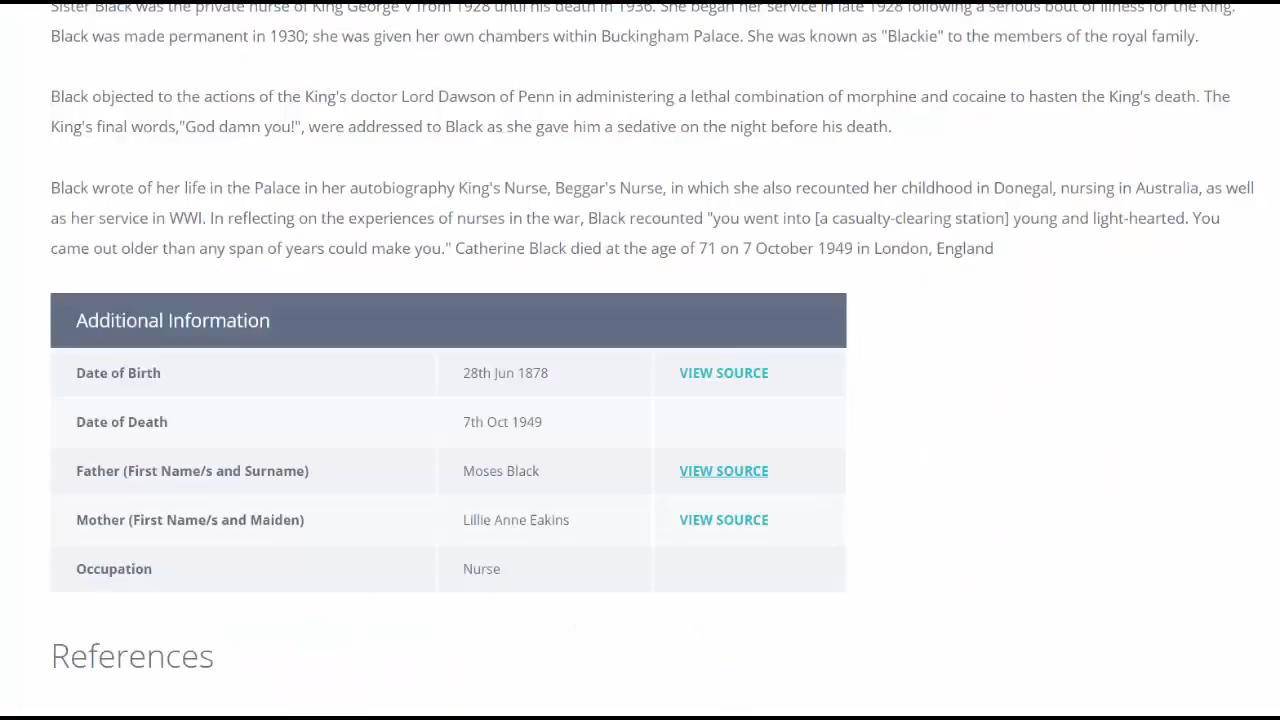 Sister Black was the private nurse of King George V from 1928 until his death in 1936. She began her service in late 1928 following a serious bout of illness for the King.
Black was made permanent in 1930; she was given her own chambers within Buckingham Palace. She was known as "Blackie" to the members of the royal family.
Black objected to the actions of the King's doctor Lord Dawson of Penn in administering a lethal combination of morphine and cocaine to hasten the King's death. The
King's final words,"God damn you!", were addressed to Black as she gave him a sedative on the night before his death.
Black wrote of her life in the Palace in her autobiography King's Nurse, Beggar's Nurse, in which she also recounted her childhood in Donegal, nursing in Australia, as well
as her service in WWI. In reflecting on the experiences of nurses in the war, Black recounted "you went into [a casualty-clearing station] young and light-hearted. You
came out older than any span of years could make you." Catherine Black died at the age of 71 on 7 October 1949 in London, England
Additional Information
Date of Birth 28th Jun 1878 VIEW SOURCE
Date of Death 7th Oct 1949
Father (First Name/s and Surname) Moses Black VIEW SOURCE
Mother (First Name/s and Maiden) Lillie Anne Eakins VIEW SOURCE
Occupation Nurse
References